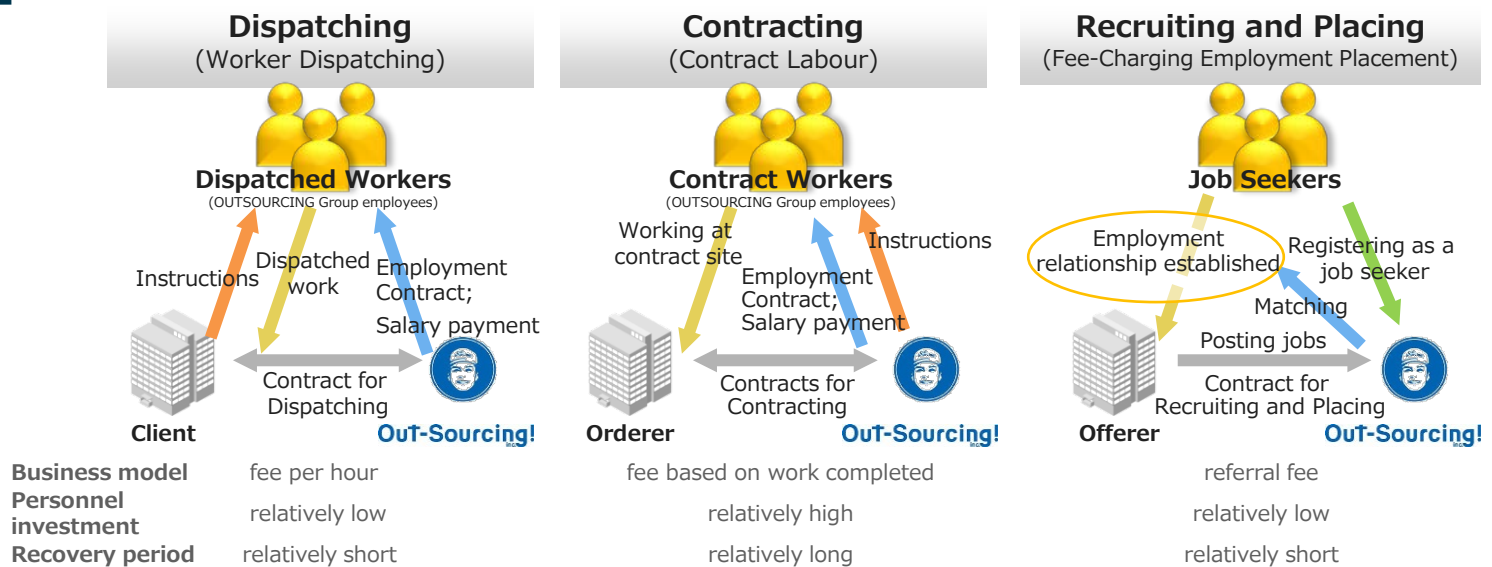 Dispatching
(Worker Dispatching)
Dispatched Workers
(OUTSOURCING Group employees)
Instructions
Dispatched
work
Employment
Contract;
Salary payment
Contract for
Dispatching
Client
OuT-Sourcing!
inc.
Contracting
(Contract Labour)
Contract Workers
(OUTSOURCING Group employees)
Working at
contract site
Instructions
Employment
Contract;
Salary payment
Contracts for
Contracting
Orderer
OuT-Sourcing!
inc.
Recruiting and Placing
(Fee-Charging Employment Placement)
Job Seekers
Employment
relationship established
Registering as a
job seeker
Matching
Posting jobs
Contract for
Recruiting and Placing
Offerer
OuT-Sourcing!
inc.
Business model fee per hour fee based on work completed referral fee
Personnel
investment relatively low relatively high relatively low
Recovery period relatively short relatively long relatively short